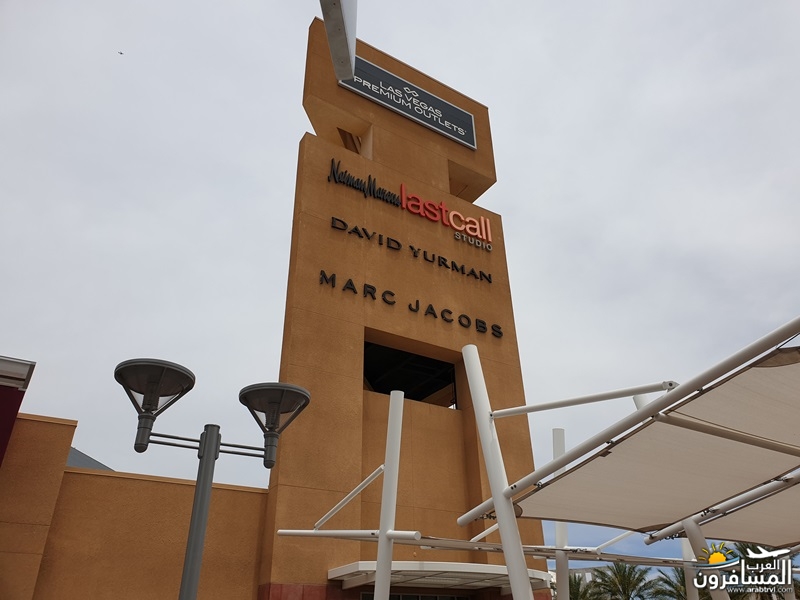 LAS VEGAS
PREMIUM OUTLETS
Neiman Marcus lastcall
STUDIO
DAVID YURMAN
MARC JACOBS
العرب
المسافرون
www.arabtrvl.com